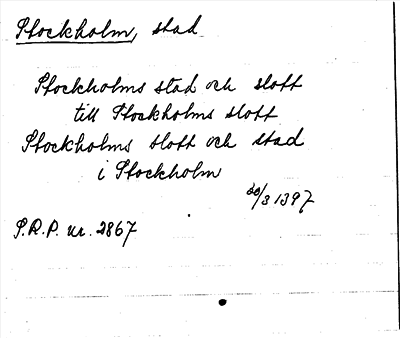 Stockholm, stad
Stockholms stad och slott
till Stockholms slott
Stockholms slott och stad
i Stockholm
30/3 1397
S.R.P. nr. 2867